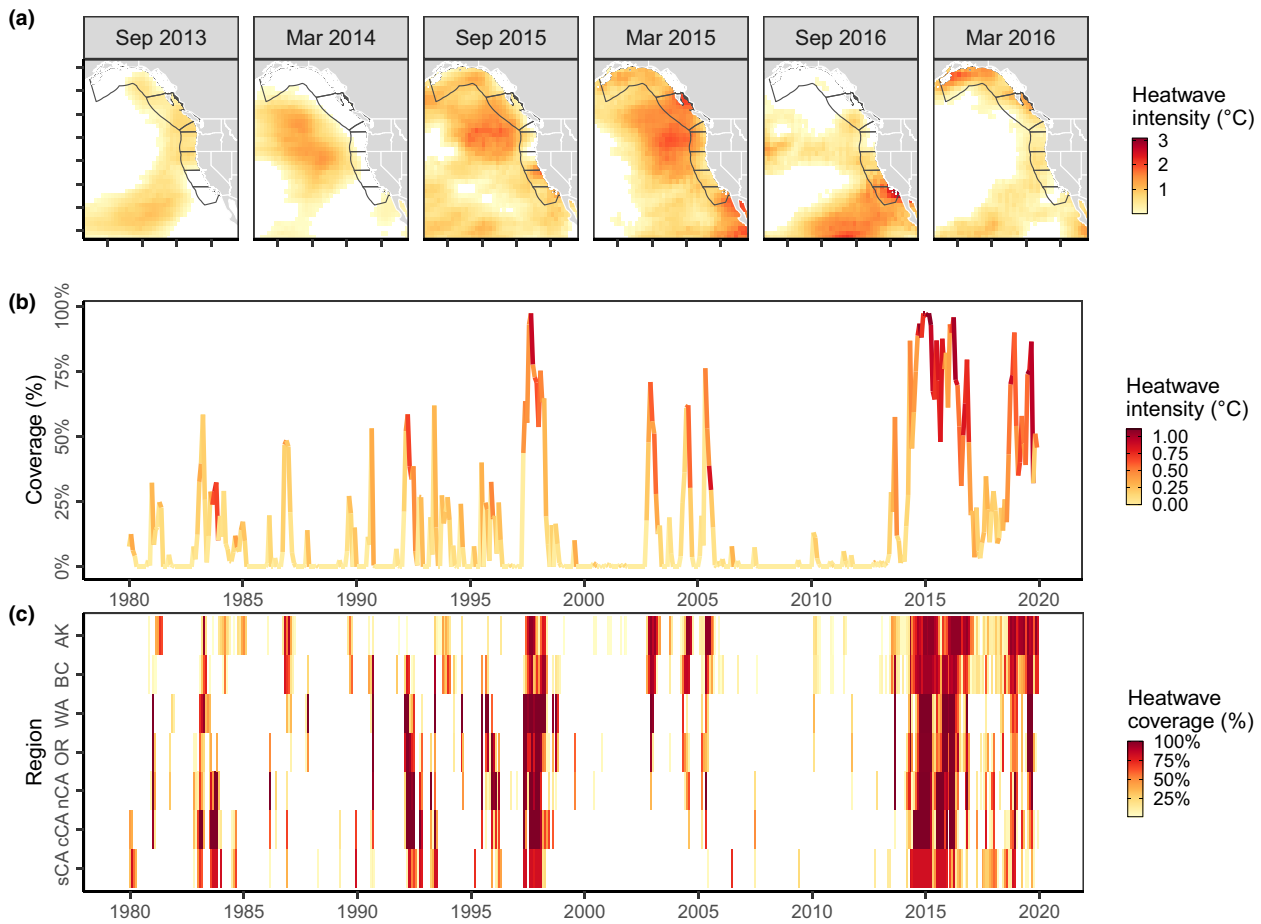 (a)
Sep 2013 Mar 2014 Sep 2015 Mar 2015 Sep 2016 Mar 2016
Heatwave
intensity (°C)
3
2
1
(b)
Coverage (%)
100%
75%
50%
25%
0%
1980 1985 1990 1995 2000 2005 2010 2015 2020
Heatwave
intensity (°C)
1.00
0.75
0.50
0.25
0.00
(c)
Region
AK
BC
WA
OR
nCA
cCA
sCA
1980 1985 1990 1995 2000 2005 2010 2015 2020
Heatwave
coverage (%)
100%
75%
50%
25%